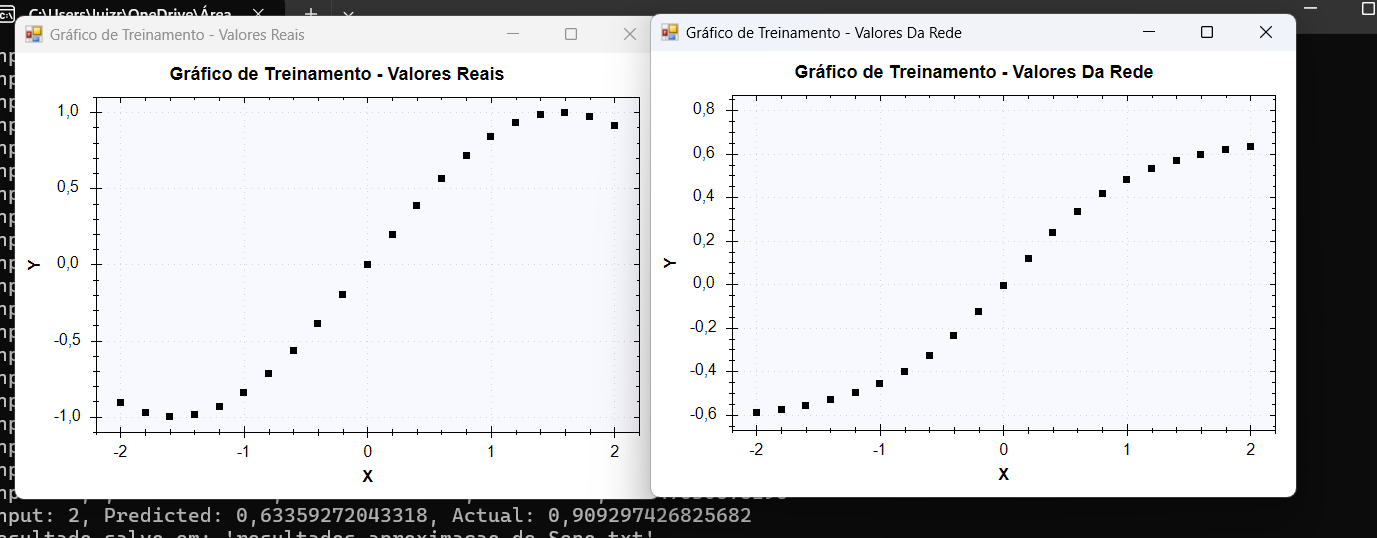 C:\Users\luizr\OneDrive\Área
Gráfico de Treinamento - Valores Reais
Gráfico de Treinamento - Valores Reais
1,0
0,5
0,0
-0,5
-1,0
Y
-2
-1
0
1
2
X
Gráfico de Treinamento - Valores Da Rede
Gráfico de Treinamento - Valores Da Rede
0,8
0,6
0,4
0,2
0,0
-0,2
-0,4
-0,6
Y
-2
-1
0
1
2
X
nput: 2, Predicted: 0,63359272043318, Actual: 0,909297426825682